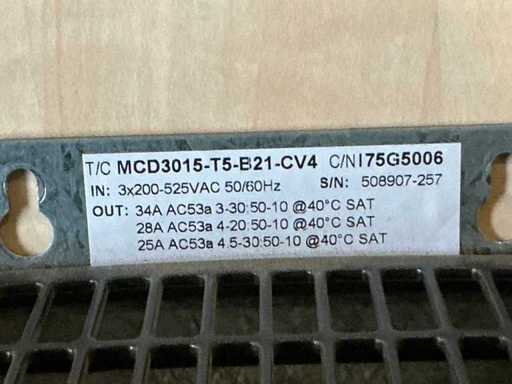 T/C MCD3015-T5-B21-CV4 C/N175G5006
IN: 3x200-525VAC 50/60Hz S/N: 508907-257
OUT: 34A AC53a 3-30:50-10 @40°C SAT
28A AC53a 4-20:50-10 @40°C SAT
25A AC53a 4.5-30:50-10 @40°C SAT